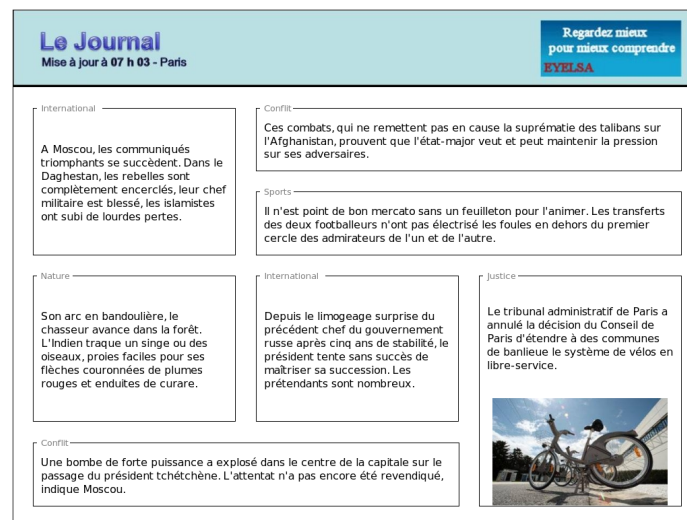 Le Journal
Mise à jour à 07 h 03 - Paris
Regardez mieux
pour mieux comprendre
EYELSA
International
A Moscou, les communiqués
triomphants se succèdent. Dans le
Daghestan, les rebelles sont
complètement encerclés, leur chef
militaire est blessé, les islamistes
ont subi de lourdes pertes.
Conflit
Ces combats, qui ne remettent pas en cause la suprématie des talibans sur
l'Afghanistan, prouvent que l'état-major veut et peut maintenir la pression
sur ses adversaires.
Sports
Il n'est point de bon mercato sans un feuilleton pour l'animer. Les transferts
des deux footballeurs n'ont pas électrisé les foules en dehors du premier
cercle des admirateurs de l'un et de l'autre.
Nature
Son arc en bandoulière, le
chasseur avance dans la forêt.
L'Indien traque un singe ou des
oiseaux, proies faciles pour ses
flèches couronnées de plumes
rouges et enduites de curare.
International
Depuis le limogeage surprise du
précédent chef du gouvernement
russe après cinq ans de stabilité, le
président tente sans succès de
maîtriser sa succession. Les
prétendants sont nombreux.
Justice
Le tribunal administratif de Paris a
annulé la décision du Conseil de
Paris d'étendre à des communes
de banlieue le système de vélos en
libre-service.
Conflit
Une bombe de forte puissance a explosé dans le centre de la capitale sur le
passage du président tchétchène. L'attentat n'a pas encore été revendiqué,
indique Moscou.